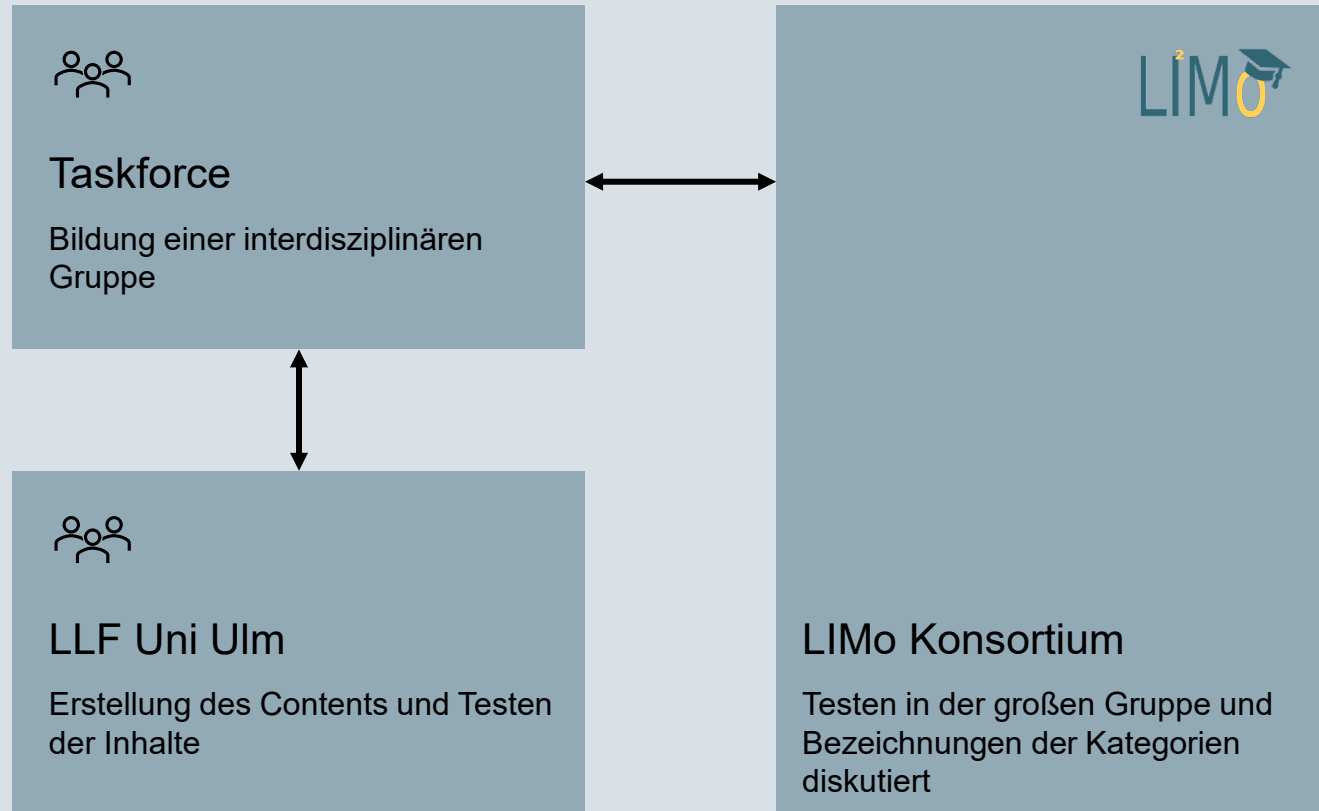 Taskforce
Bildung einer interdisziplinären
Gruppe
LI²Mo
LLF Uni Ulm
Erstellung des Contents und Testen
der Inhalte
LIMo Konsortium
Testen in der großen Gruppe und
Bezeichnungen der Kategorien
diskutiert